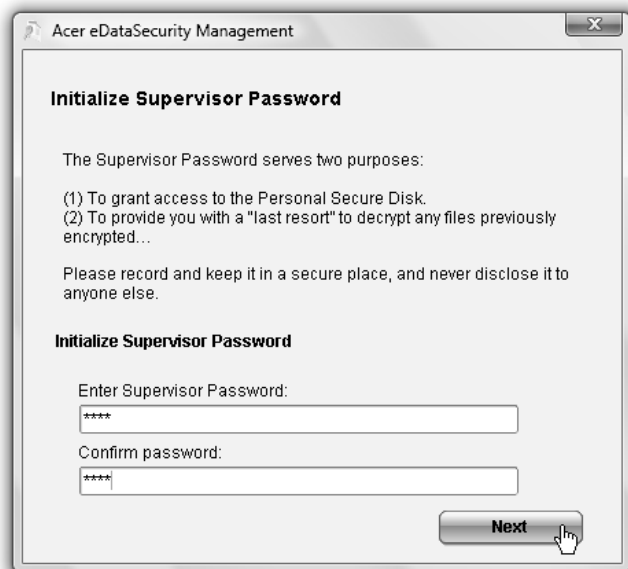 Acer eDataSecurity Management
X
Initialize Supervisor Password
The Supervisor Password serves two purposes:
(1) To grant access to the Personal Secure Disk.
(2) To provide you with a "last resort" to decrypt any files previously
encrypted...
Please record and keep it in a secure place, and never disclose it to
anyone else.
Initialize Supervisor Password
Enter Supervisor Password:
****
Confirm password:
****
Next